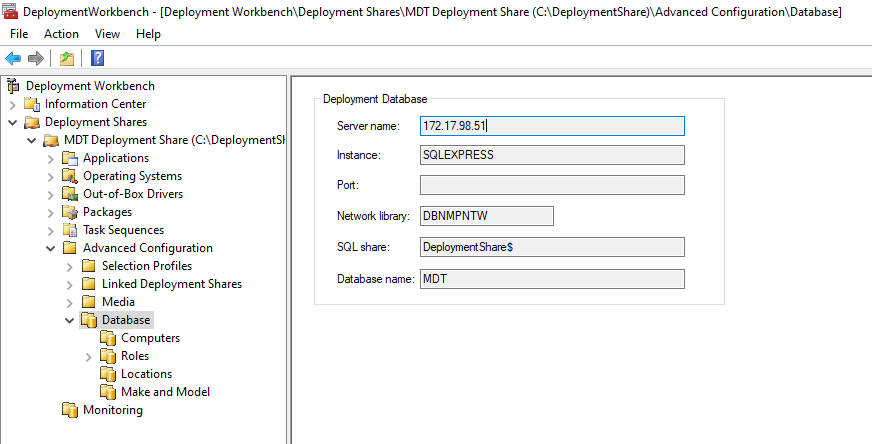 DeploymentWorkbench - [Deployment Workbench\Deployment Shares\MDT Deployment Share (C:\DeploymentShare)\Advanced Configuration\Database]
File Action View Help
Deployment Workbench
Information Center
Deployment Shares
MDT Deployment Share (C:\DeploymentSh
Applications
Operating Systems
Out-of-Box Drivers
Packages
Task Sequences
Advanced Configuration
Selection Profiles
Linked Deployment Shares
Media
Database
Computers
Roles
Locations
Make and Model
Monitoring
Deployment Database
Server name: 172.17.98.51
Instance: SQLEXPRESS
Port:
Network library: DBNMPNTW
SQL share: DeploymentShare$
Database name: MDT